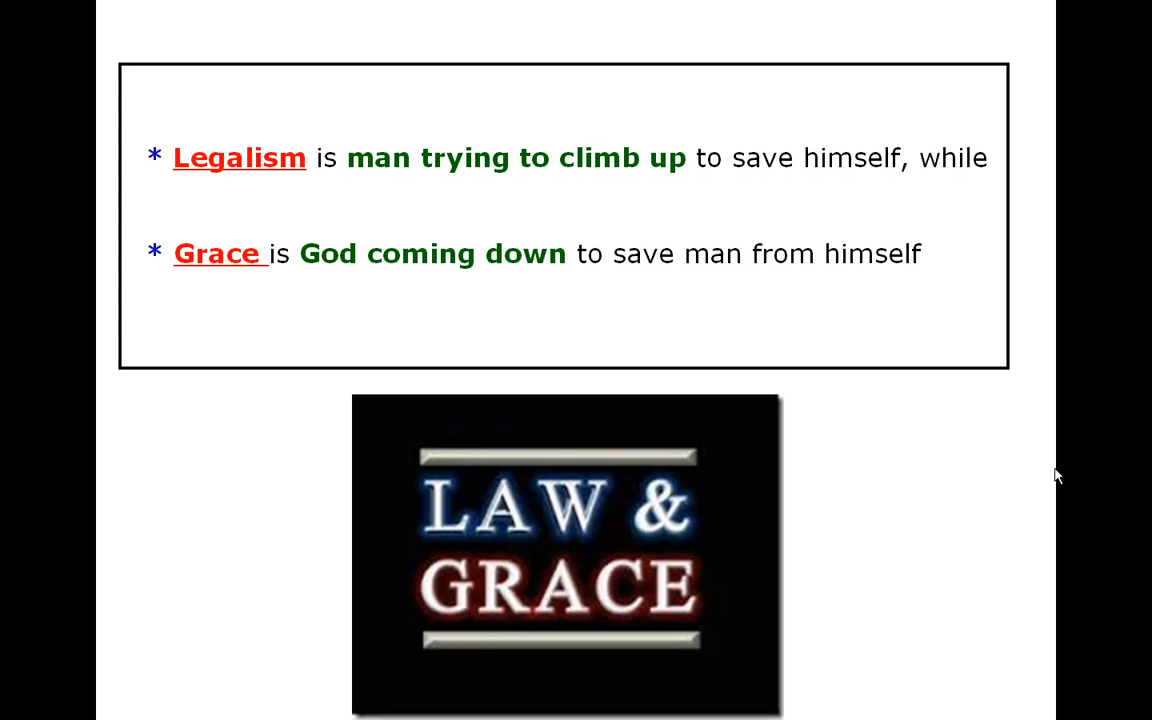 * Legalism is man trying to climb up to save himself, while
* Grace is God coming down to save man from himself
LAW &
GRACE